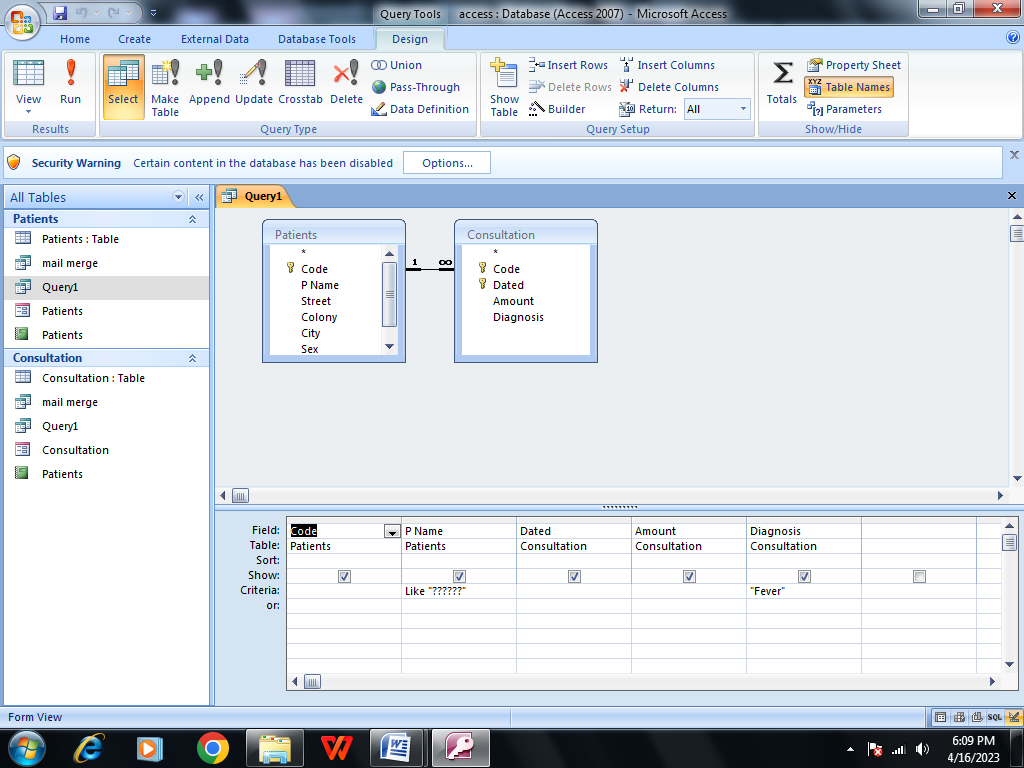 Query Tools access : Database (Access 2007) - Microsoft Access
Home Create External Data Database Tools Design
View Run Select Make Table Append Update Crosstab Delete Union Pass-Through Data Definition
Show Table Insert Rows Delete Rows Builder Insert Columns Delete Columns Return: All
Totals XYZ Property Sheet Table Names Parameters
Results Query Type Query Setup Show/Hide
Security Warning Certain content in the database has been disabled Options...
All Tables «
Patients
Patients : Table
mail merge
Query1
Patients
Patients
Consultation
Consultation : Table
mail merge
Query1
Consultation
Patients
Query1
Patients
*
Code
P Name
Street
Colony
City
Sex
1 ∞
Consultation
*
Code
Dated
Amount
Diagnosis
Field: Code P Name Dated Amount Diagnosis
Table: Patients Patients Consultation Consultation Consultation
Sort:
Show:
Criteria: Like "??????" "Fever"
or:
Form View SQL
6:09 PM
4/16/2023